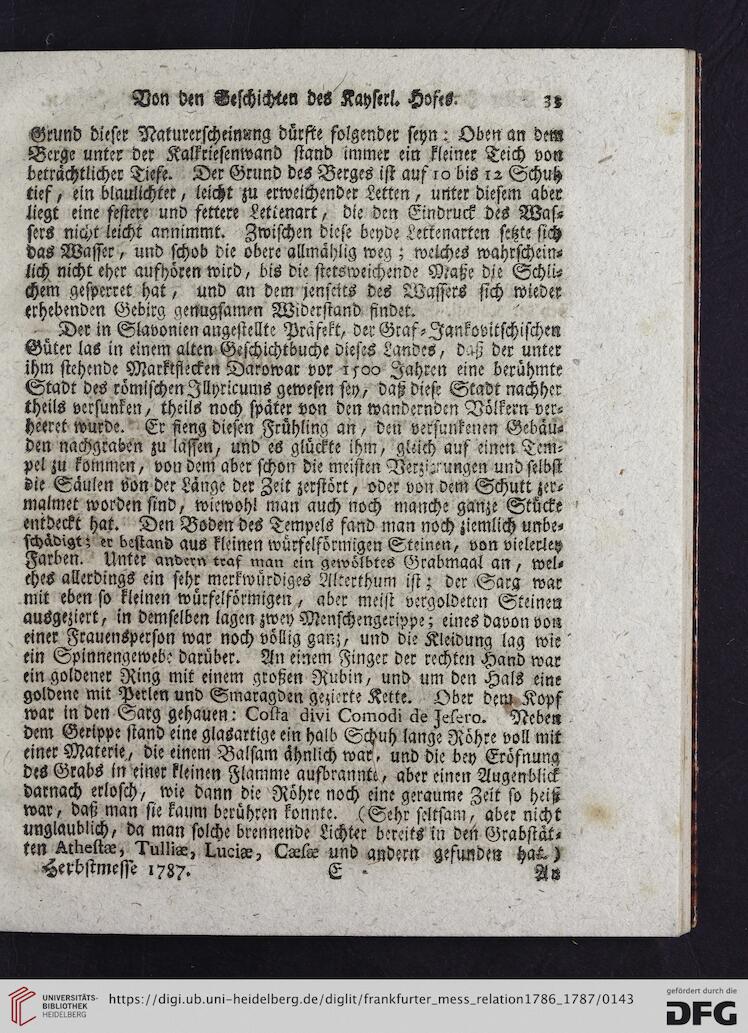 Von den Geschichten des Kayserl. Hofes. 33
Grund dieser Naturerscheinung dürfte folgender seyn: Oben an dem
Berge unter der Kalkriesenwand stand immer ein kleiner Teich von
beträchtlicher Tiefe. Der Grund des Berges ist auf 10 bis 12 Schuh
tief, ein blaulichter, leicht zu erweichender Letten, unter diesem aber
liegt eine festere und fettere Lettenart, die den Eindruck des Was-
sers nicht leicht annimmt. Zwischen diese beyde Lettenarten setzte sich
das Wasser, und schob die obere allmählig weg; welches wahrschein-
lich nicht eher aufhören wird, bis die stetsweichende Maße die Schli-
chem gesperret hat, und an dem jenseits des Wassers sich wieder
erhebenden Gebirg genugsamen Widerstand findet.
Der in Slavonien angestellte Präfekt, der Graf-Jankovitschischen
Güter las in einem alten Geschichtbuche dieses Landes, daß der unter
ihm stehende Marktflecken Darowar vor 1500 Jahren eine berühmte
Stadt des römischen Illyricums gewesen sey, daß diese Stadt nachher
theils versunken, theils noch später von den wandernden Völkern ver-
heeret wurde. Er fieng diesen Frühling an, den versunkenen Gebäu-
den nachgraben zu lassen, und es glückte ihm, gleich auf einen Tem-
pel zu kommen, von dem aber schon die meisten Verzierungen und selbst
die Säulen von der Länge der Zeit zerstört, oder von dem Schutt zer-
malmet worden sind, wiewohl man auch noch manche ganze Stücke
entdeckt hat. Den Boden des Tempels fand man noch ziemlich unbe-
schädigt; er bestand aus kleinen würfelförmigen Steinen, von vielerley
Farben. Unter andern traf man ein gewölbtes Grabmaal an, wel-
ches allerdings ein sehr merkwürdiges Alterthum ist; der Sarg war
mit eben so kleinen würfelförmigen, aber meist vergoldeten Steinen
ausgeziert, in demselben lagen zwey Menschengerippe; eines davon von
einer Frauensperson war noch völlig ganz, und die Kleidung lag wie
ein Spinnengewebe darüber. An einem Finger der rechten Hand war
ein goldener Ring mit einem großen Rubin, und um den Hals eine
goldene mit Perlen und Smaragden gezierte Kette. Ober dem Kopf
war in den Sarg gehauen: Costa divi Comodi de Jesero. Neben
dem Gerippe stand eine glasartige ein halb Schuh lange Röhre voll mit
einer Materie, die einem Balsam ähnlich war, und die bey Eröfnung
des Grabs in einer kleinen Flamme aufbrannte, aber einen Augenblick
darnach erlosch, wie dann die Röhre noch eine geraume Zeit so heiß
war, daß man sie kaum berühren konnte. (Sehr seltsam, aber nicht
unglaublich, da man solche brennende Lichter bereits in den Grabstät-
ten Athestæ, Tulliæ, Luciæ, Cæsæ und andern gefunden hat.)
Herbstmesse 1787. E An
UNIVERSITÄTS-
BIBLIOTHEK
HEIDELBERG
https://digi.ub.uni-heidelberg.de/diglit/frankfurter_mess_relation1786_1787/0143
gefördert durch die
DFG